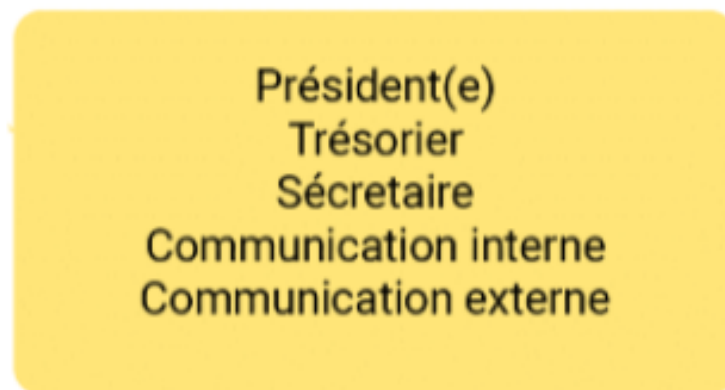 Président(e)
Trésorier
Sécretaire
Communication interne
Communication externe